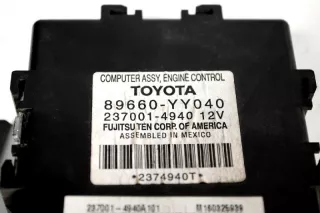 COMPUTER ASSY, ENGINE CONTROL
TOYOTA
89660-YY040
237001-4940 12V
FUJITSU TEN CORP. OF AMERICA
ASSEMBLED IN MEXICO
*2374940T*
237001-4940A101 M160325939